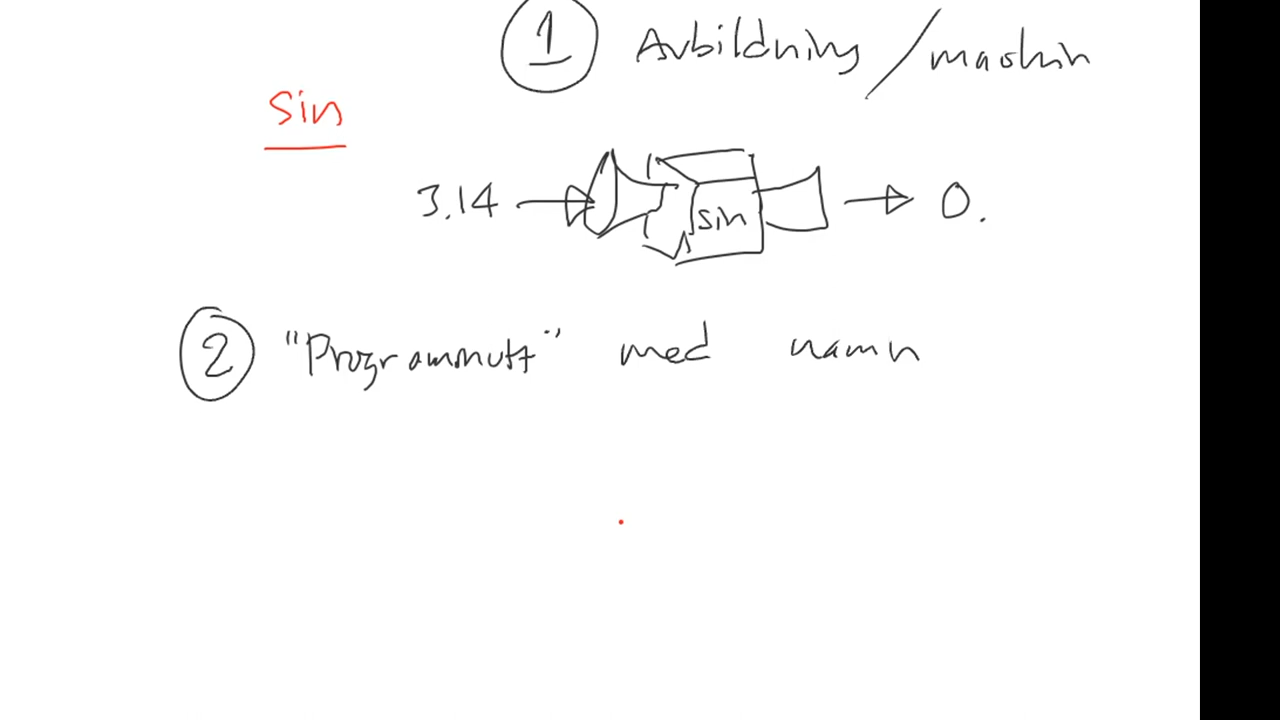 1 Avbildning / maskin
sin
3.14 sin 0.
2 "Programsnutt" med namn